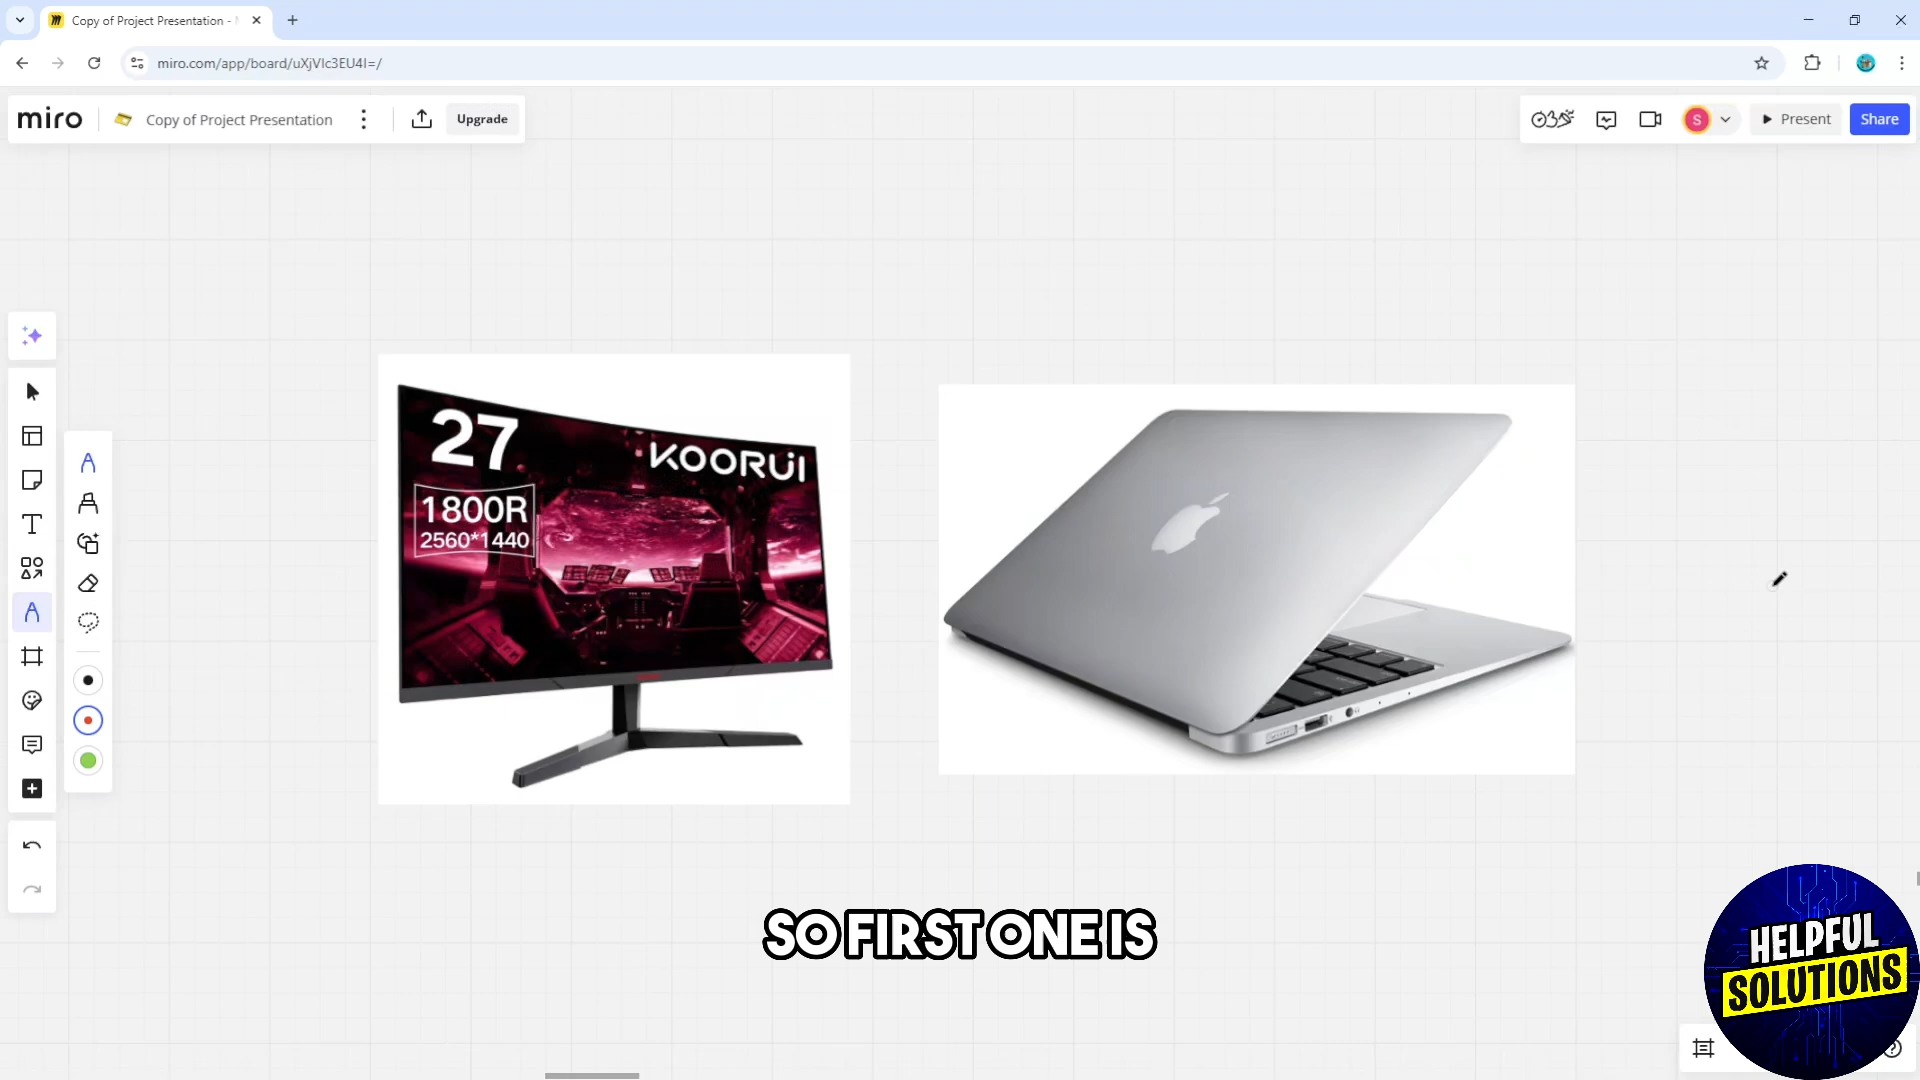 Copy of Project Presentation -
miro.com/app/board/uXjVIc3EU4I=/
miro
Copy of Project Presentation
Upgrade
S
Present
Share
27
KOORUI
1800R
2560*1440
SO FIRST ONE IS
HELPFUL
SOLUTIONS